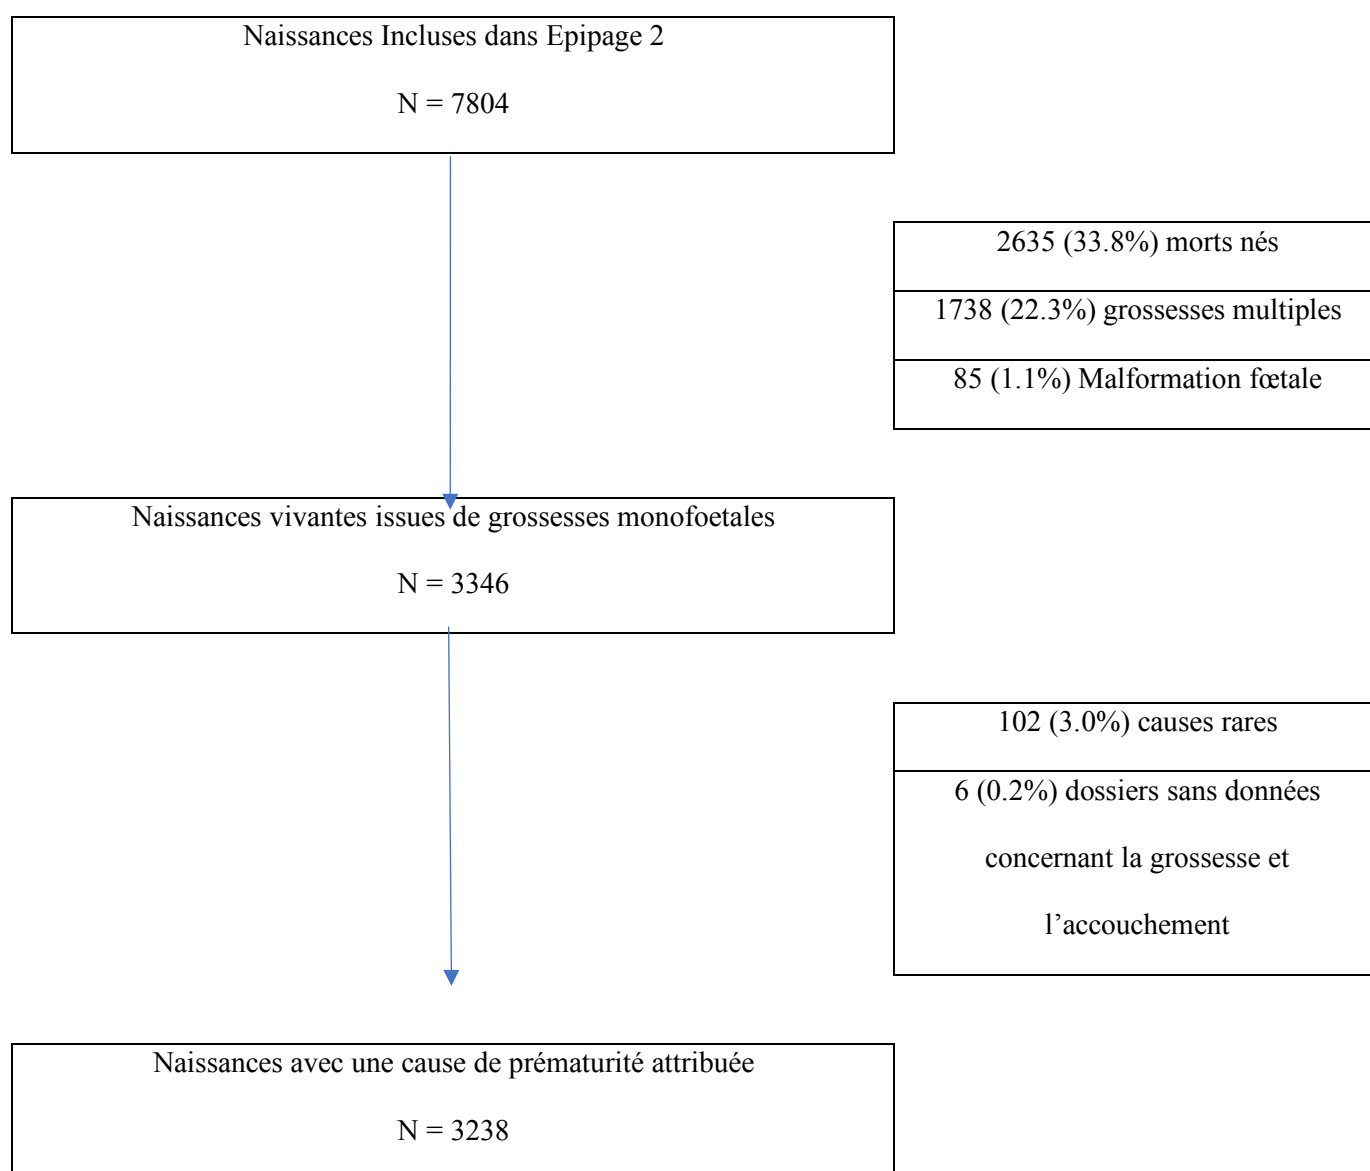 Naissances Incluses dans Epipage 2
N = 7804
2635 (33.8%) morts nés
1738 (22.3%) grossesses multiples
85 (1.1%) Malformation fœtale
Naissances vivantes issues de grossesses monofoetales
N = 3346
102 (3.0%) causes rares
6 (0.2%) dossiers sans données
concernant la grossesse et
l’accouchement
Naissances avec une cause de prématurité attribuée
N = 3238